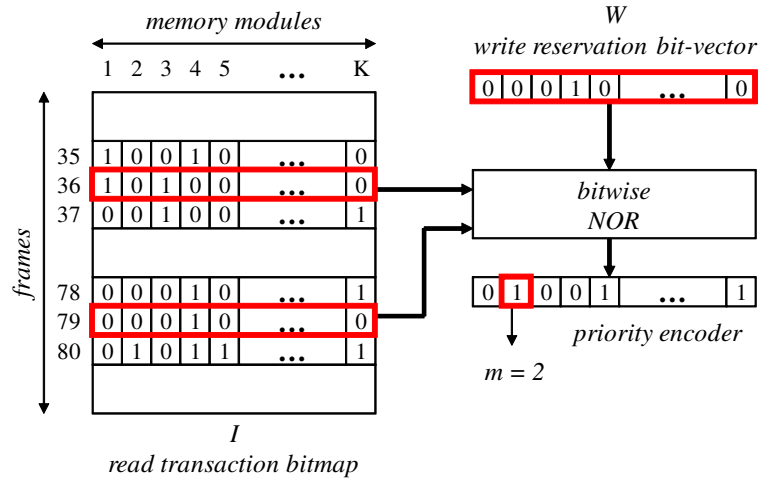 memory modules
1 2 3 4 5 ... K
35 1 0 0 1 0 ... 0
36 1 0 1 0 0 ... 0
37 0 0 1 0 0 ... 1
78 0 0 0 1 0 ... 1
79 0 0 0 1 0 ... 0
80 0 1 0 1 1 ... 1
frames
I
read transaction bitmap
W
write reservation bit-vector
0 0 0 1 0 ... 0
bitwise
NOR
0 1 0 0 1 ... 1
priority encoder
m = 2